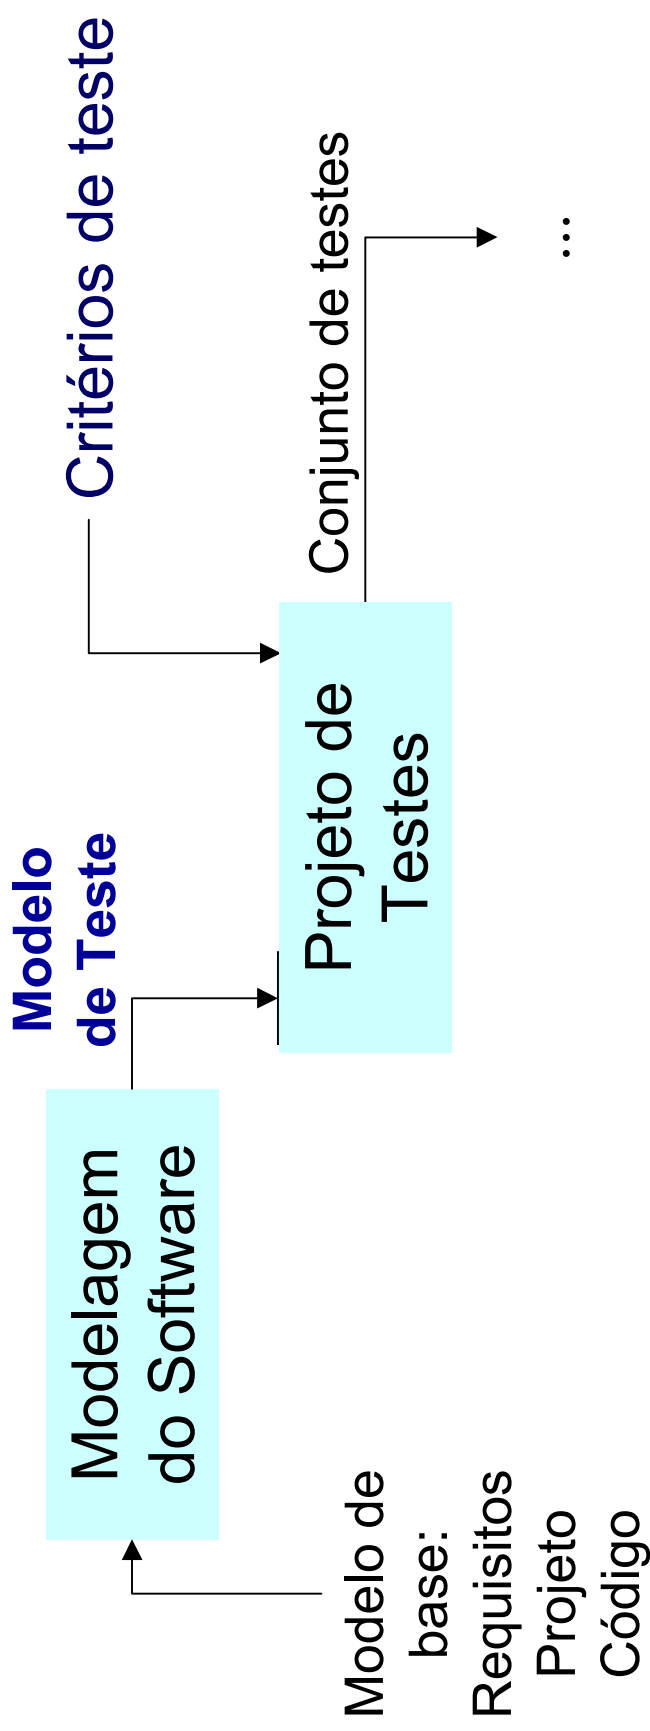 Modelo
de Teste
Critérios de teste
Modelagem
do Software
Projeto de
Testes
Conjunto de testes
Modelo de
base:
Requisitos
Projeto
Código
...